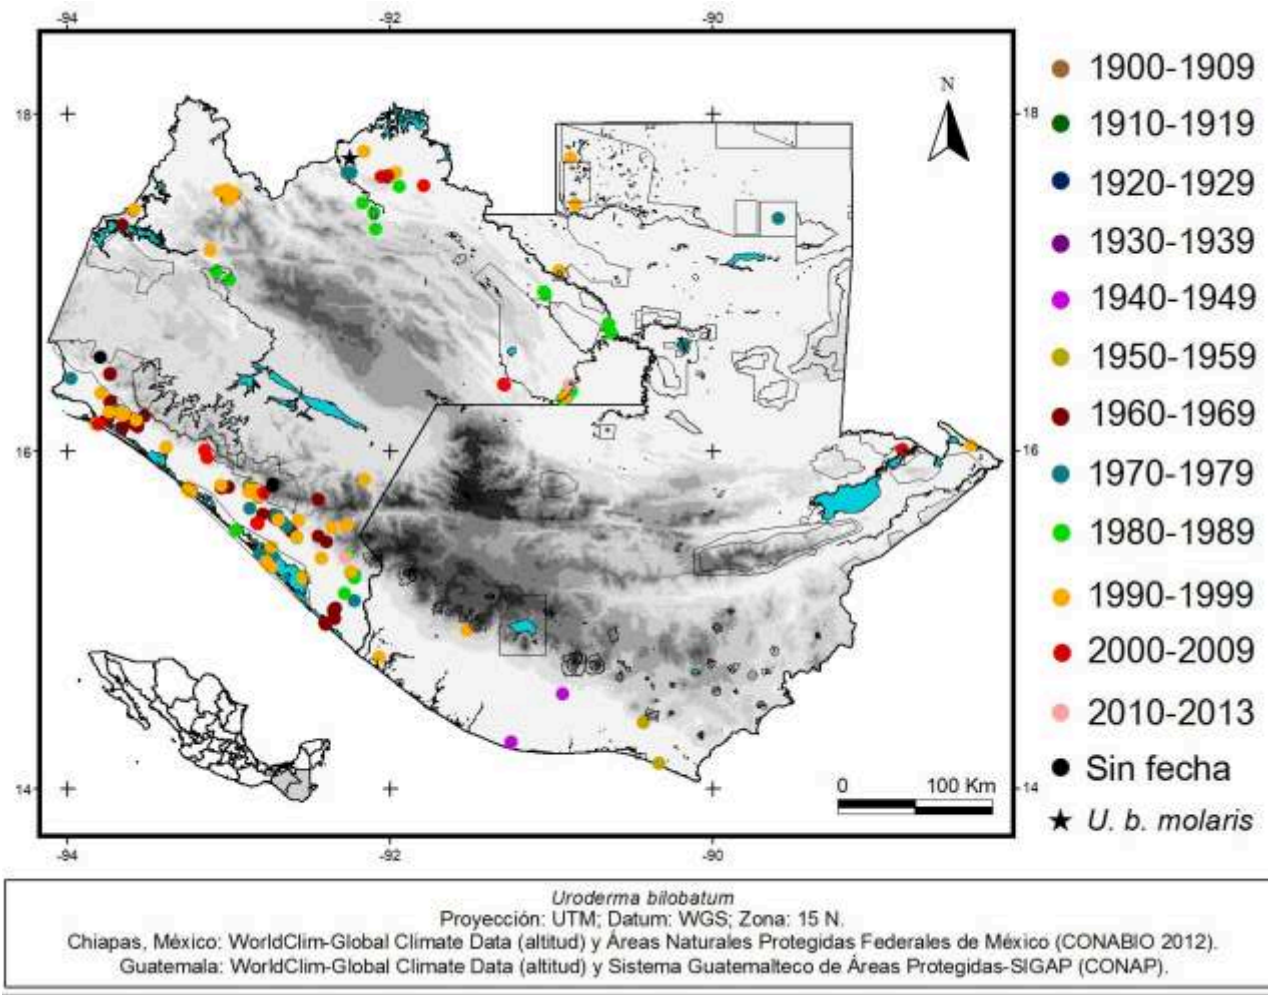 -94 -92 -90
18 18
N
16 16
14 14
0 100 Km
-94 -92 -90
1900-1909
1910-1919
1920-1929
1930-1939
1940-1949
1950-1959
1960-1969
1970-1979
1980-1989
1990-1999
2000-2009
2010-2013
Sin fecha
U. b. molaris
Uroderma bilobatum
Proyección: UTM; Datum: WGS; Zona: 15 N.
Chiapas, México: WorldClim-Global Climate Data (altitud) y Áreas Naturales Protegidas Federales de México (CONABIO 2012).
Guatemala: WorldClim-Global Climate Data (altitud) y Sistema Guatemalteco de Áreas Protegidas-SIGAP (CONAP).